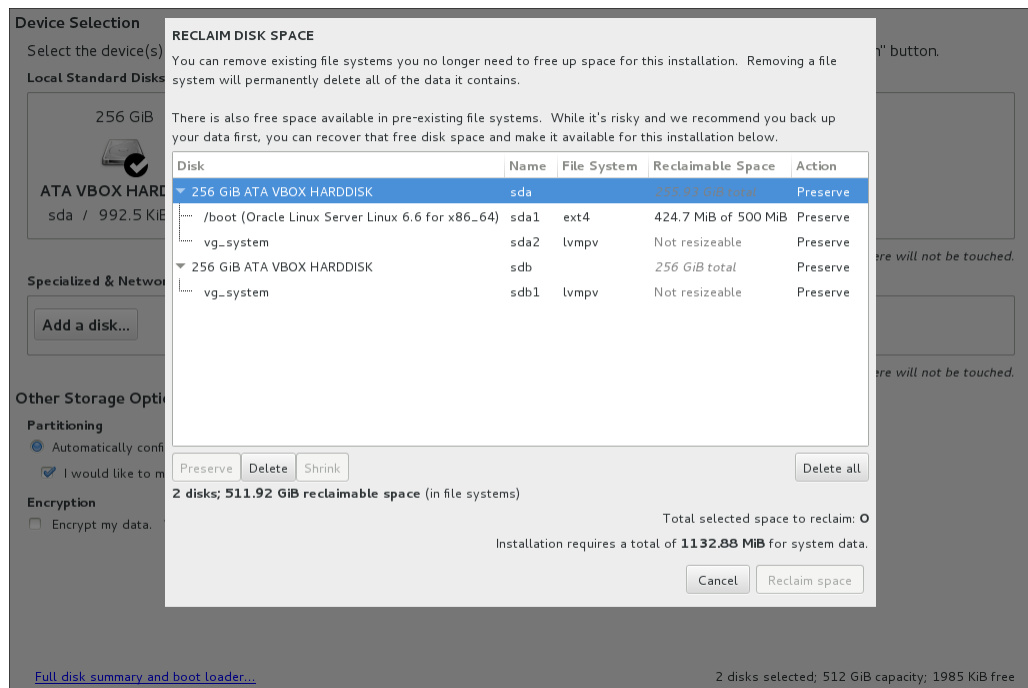 Device Selection
RECLAIM DISK SPACE
Select the device(s)
n" button.
You can remove existing file systems you no longer need to free up space for this installation. Removing a file
system will permanently delete all of the data it contains.
Local Standard Disks
There is also free space available in pre-existing file systems. While it's risky and we recommend you back up
your data first, you can recover that free disk space and make it available for this installation below.
256 GiB
ATA VBOX HARD
sda / 992.5 KiB
Disk Name File System Reclaimable Space Action
256 GiB ATA VBOX HARDDISK sda Preserve
/boot (Oracle Linux Server Linux 6.6 for x86_64) sda1 ext4 424.7 MiB of 500 MiB Preserve
vg_system sda2 lvmpv Not resizeable Preserve
256 GiB ATA VBOX HARDDISK sdb 256 GiB total Preserve
vg_system sdb1 lvmpv Not resizeable Preserve
ere will not be touched.
Specialized & Networ
Add a disk...
ere will not be touched.
Other Storage Opti
Partitioning
Automatically confi
I would like to m
Encryption
Encrypt my data.
Preserve Delete Shrink Delete all
2 disks; 511.92 GiB reclaimable space (in file systems)
Total selected space to reclaim: 0
Installation requires a total of 1132.88 MiB for system data.
Cancel Reclaim space
Full disk summary and boot loader...
2 disks selected; 512 GiB capacity; 1985 KiB free